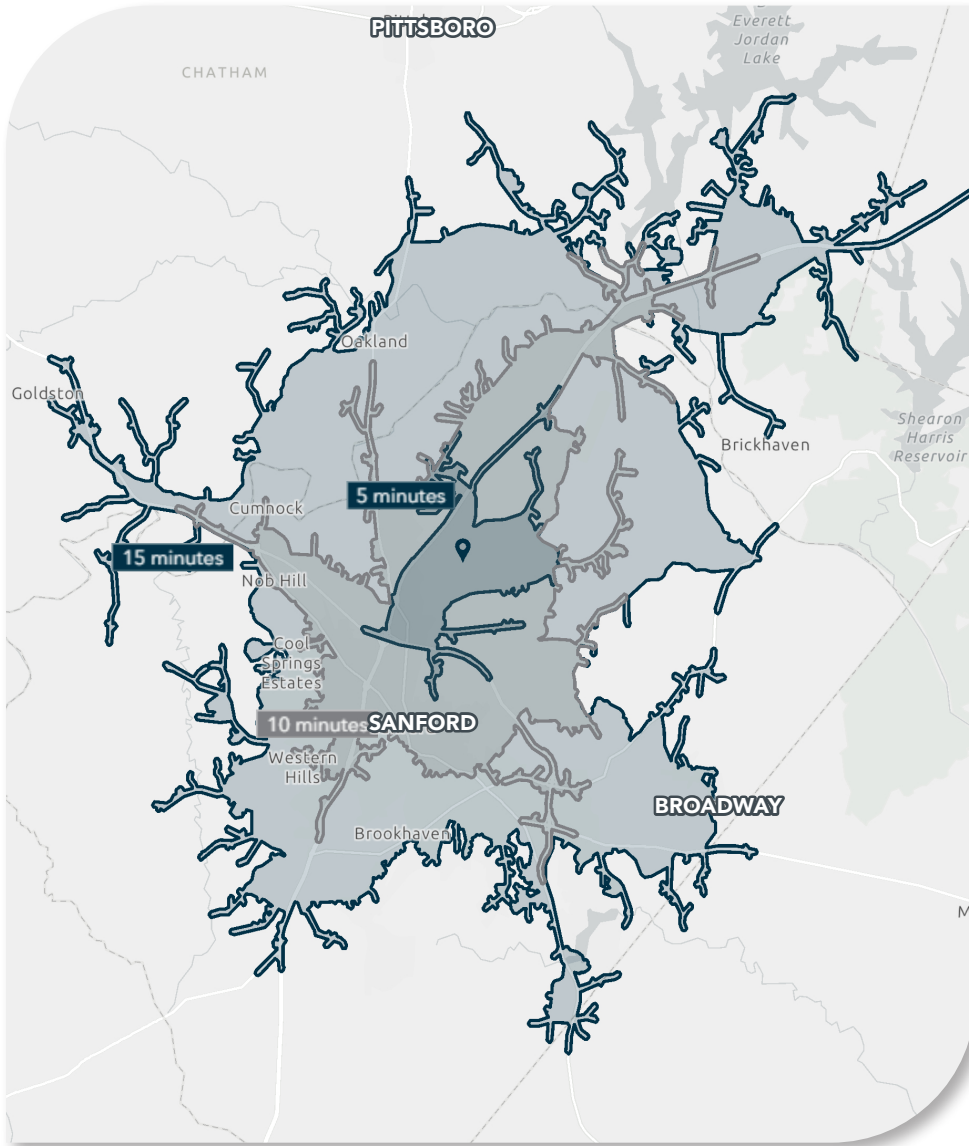 PITTSBORO
Everett
Jordan
Lake
CHATHAM
Oakland
Goldston
Shearon
Harris
Reservoir
Brickhaven
5 minutes
Cumnock
15 minutes
Nob Hill
Cool
Springs
Estates
10 minutes
SANFORD
Western
Hills
BROADWAY
Brookhaven
M